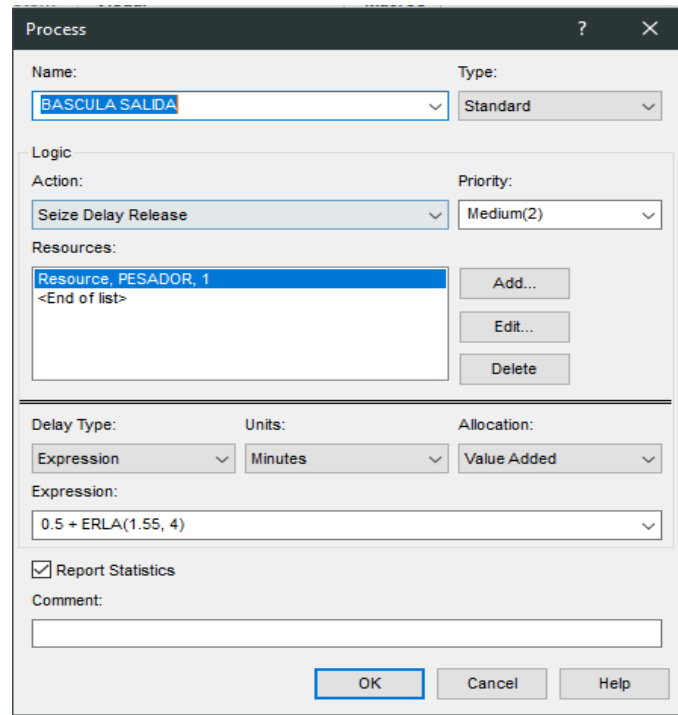 Process ?
Name: Type:
BASCULA SALIDA Standard
Logic
Action: Priority:
Seize Delay Release Medium(2)
Resources:
Resource, PESADOR, 1
<End of list>
Add...
Edit...
Delete
Delay Type: Units: Allocation:
Expression Minutes Value Added
Expression:
0.5 + ERLA(1.55, 4)
Report Statistics
Comment:
OK Cancel Help